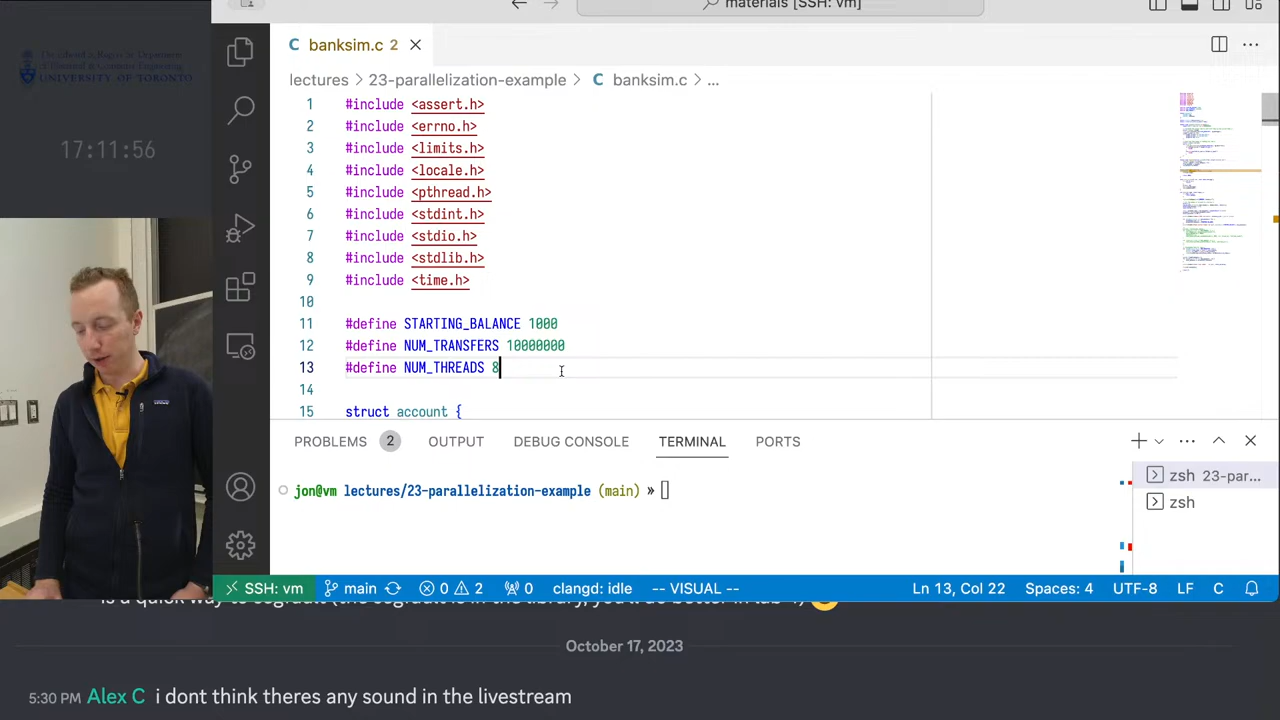 materials [SSH: vm]
UNIVERSITY OF TORONTO
17:11:56
banksim.c 2
lectures > 23-parallelization-example > C banksim.c > ...
1 #include <assert.h>
2 #include <errno.h>
3 #include <limits.h>
4 #include <locale.h>
5 #include <pthread.h>
6 #include <stdint.h>
7 #include <stdio.h>
8 #include <stdlib.h>
9 #include <time.h>
10
11 #define STARTING_BALANCE 1000
12 #define NUM_TRANSFERS 10000000
13 #define NUM_THREADS 8
14
15 struct account {
PROBLEMS 2 OUTPUT DEBUG CONSOLE TERMINAL PORTS
jon@vm lectures/23-parallelization-example (main) »
zsh 23-par...
zsh
SSH: vm main 0 2 0 clangd: idle -- VISUAL -- Ln 13, Col 22 Spaces: 4 UTF-8 LF C
October 17, 2023
5:30 PM Alex C i dont think theres any sound in the livestream